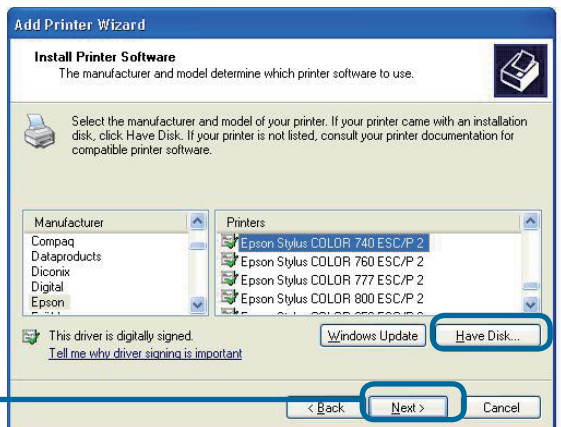 Add Printer Wizard
Install Printer Software
The manufacturer and model determine which printer software to use.
Select the manufacturer and model of your printer. If your printer came with an installation
disk, click Have Disk. If your printer is not listed, consult your printer documentation for
compatible printer software.
Manufacturer
Compaq
Dataproducts
Diconix
Digital
Epson
Printers
Epson Stylus COLOR 740 ESC/P 2
Epson Stylus COLOR 760 ESC/P 2
Epson Stylus COLOR 777 ESC/P 2
Epson Stylus COLOR 800 ESC/P 2
This driver is digitally signed.
Tell me why driver signing is important
Windows Update
Have Disk...
< Back
Next >
Cancel